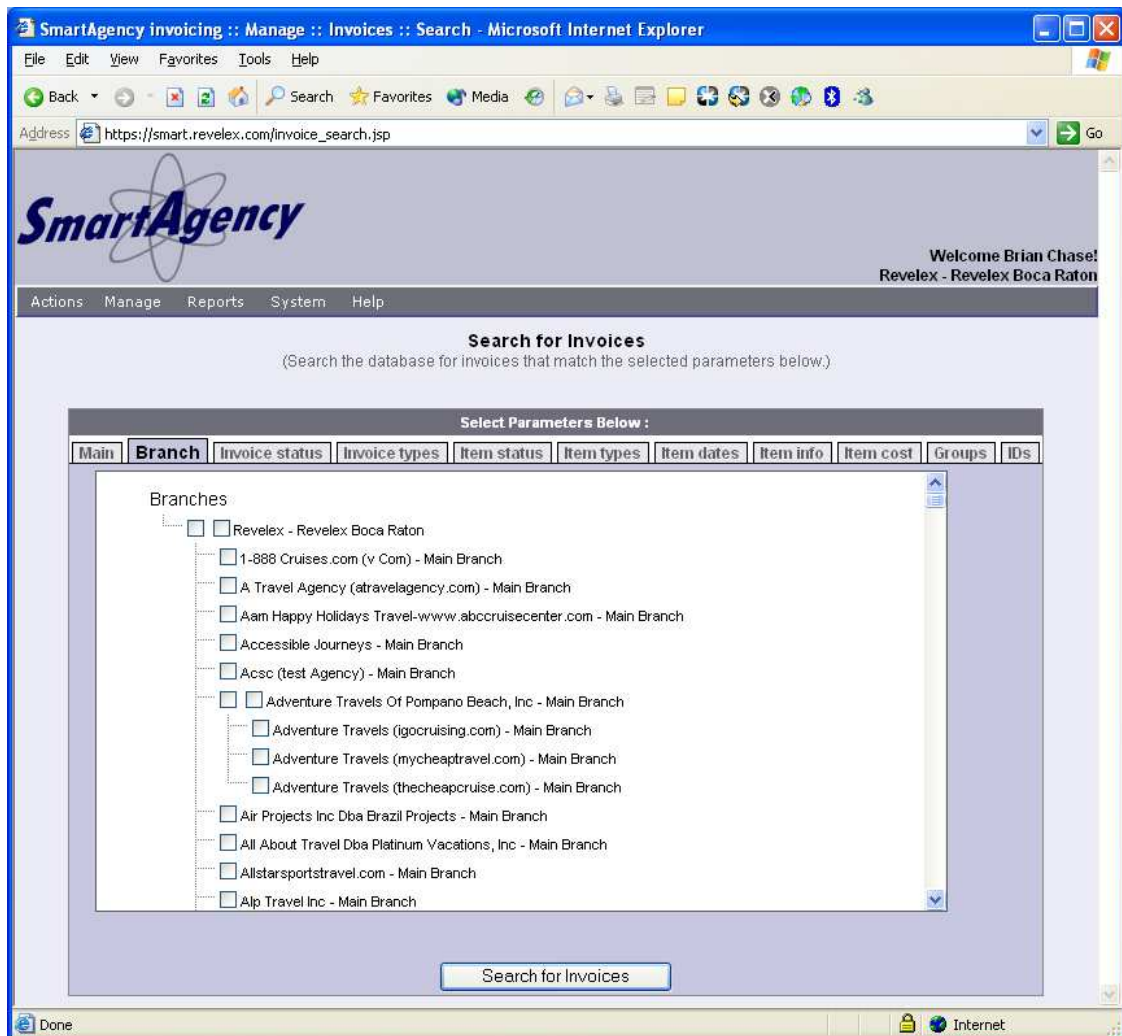 SmartAgency invoicing :: Manage :: Invoices :: Search - Microsoft Internet Explorer
File Edit View Favorites Tools Help
Back Search Favorites Media
Address https://smart.revelex.com/invoice_search.jsp Go
SmartAgency
Welcome Brian Chase!
Revelex - Revelex Boca Raton
Actions Manage Reports System Help
Search for Invoices
(Search the database for invoices that match the selected parameters below.)
Select Parameters Below :
Main Branch Invoice status Invoice types Item status Item types Item dates Item info Item cost Groups IDs
Branches
Revelex - Revelex Boca Raton
1-888 Cruises.com (v Com) - Main Branch
A Travel Agency (atravelagency.com) - Main Branch
Aam Happy Holidays Travel-www.abccruisecenter.com - Main Branch
Accessible Journeys - Main Branch
Acsc (test Agency) - Main Branch
Adventure Travels Of Pompano Beach, Inc - Main Branch
Adventure Travels (igocruising.com) - Main Branch
Adventure Travels (mycheaptravel.com) - Main Branch
Adventure Travels (thecheapcruise.com) - Main Branch
Air Projects Inc Dba Brazil Projects - Main Branch
All About Travel Dba Platinum Vacations, Inc - Main Branch
Allstarsportstravel.com - Main Branch
Alp Travel Inc - Main Branch
Search for Invoices
Done Internet